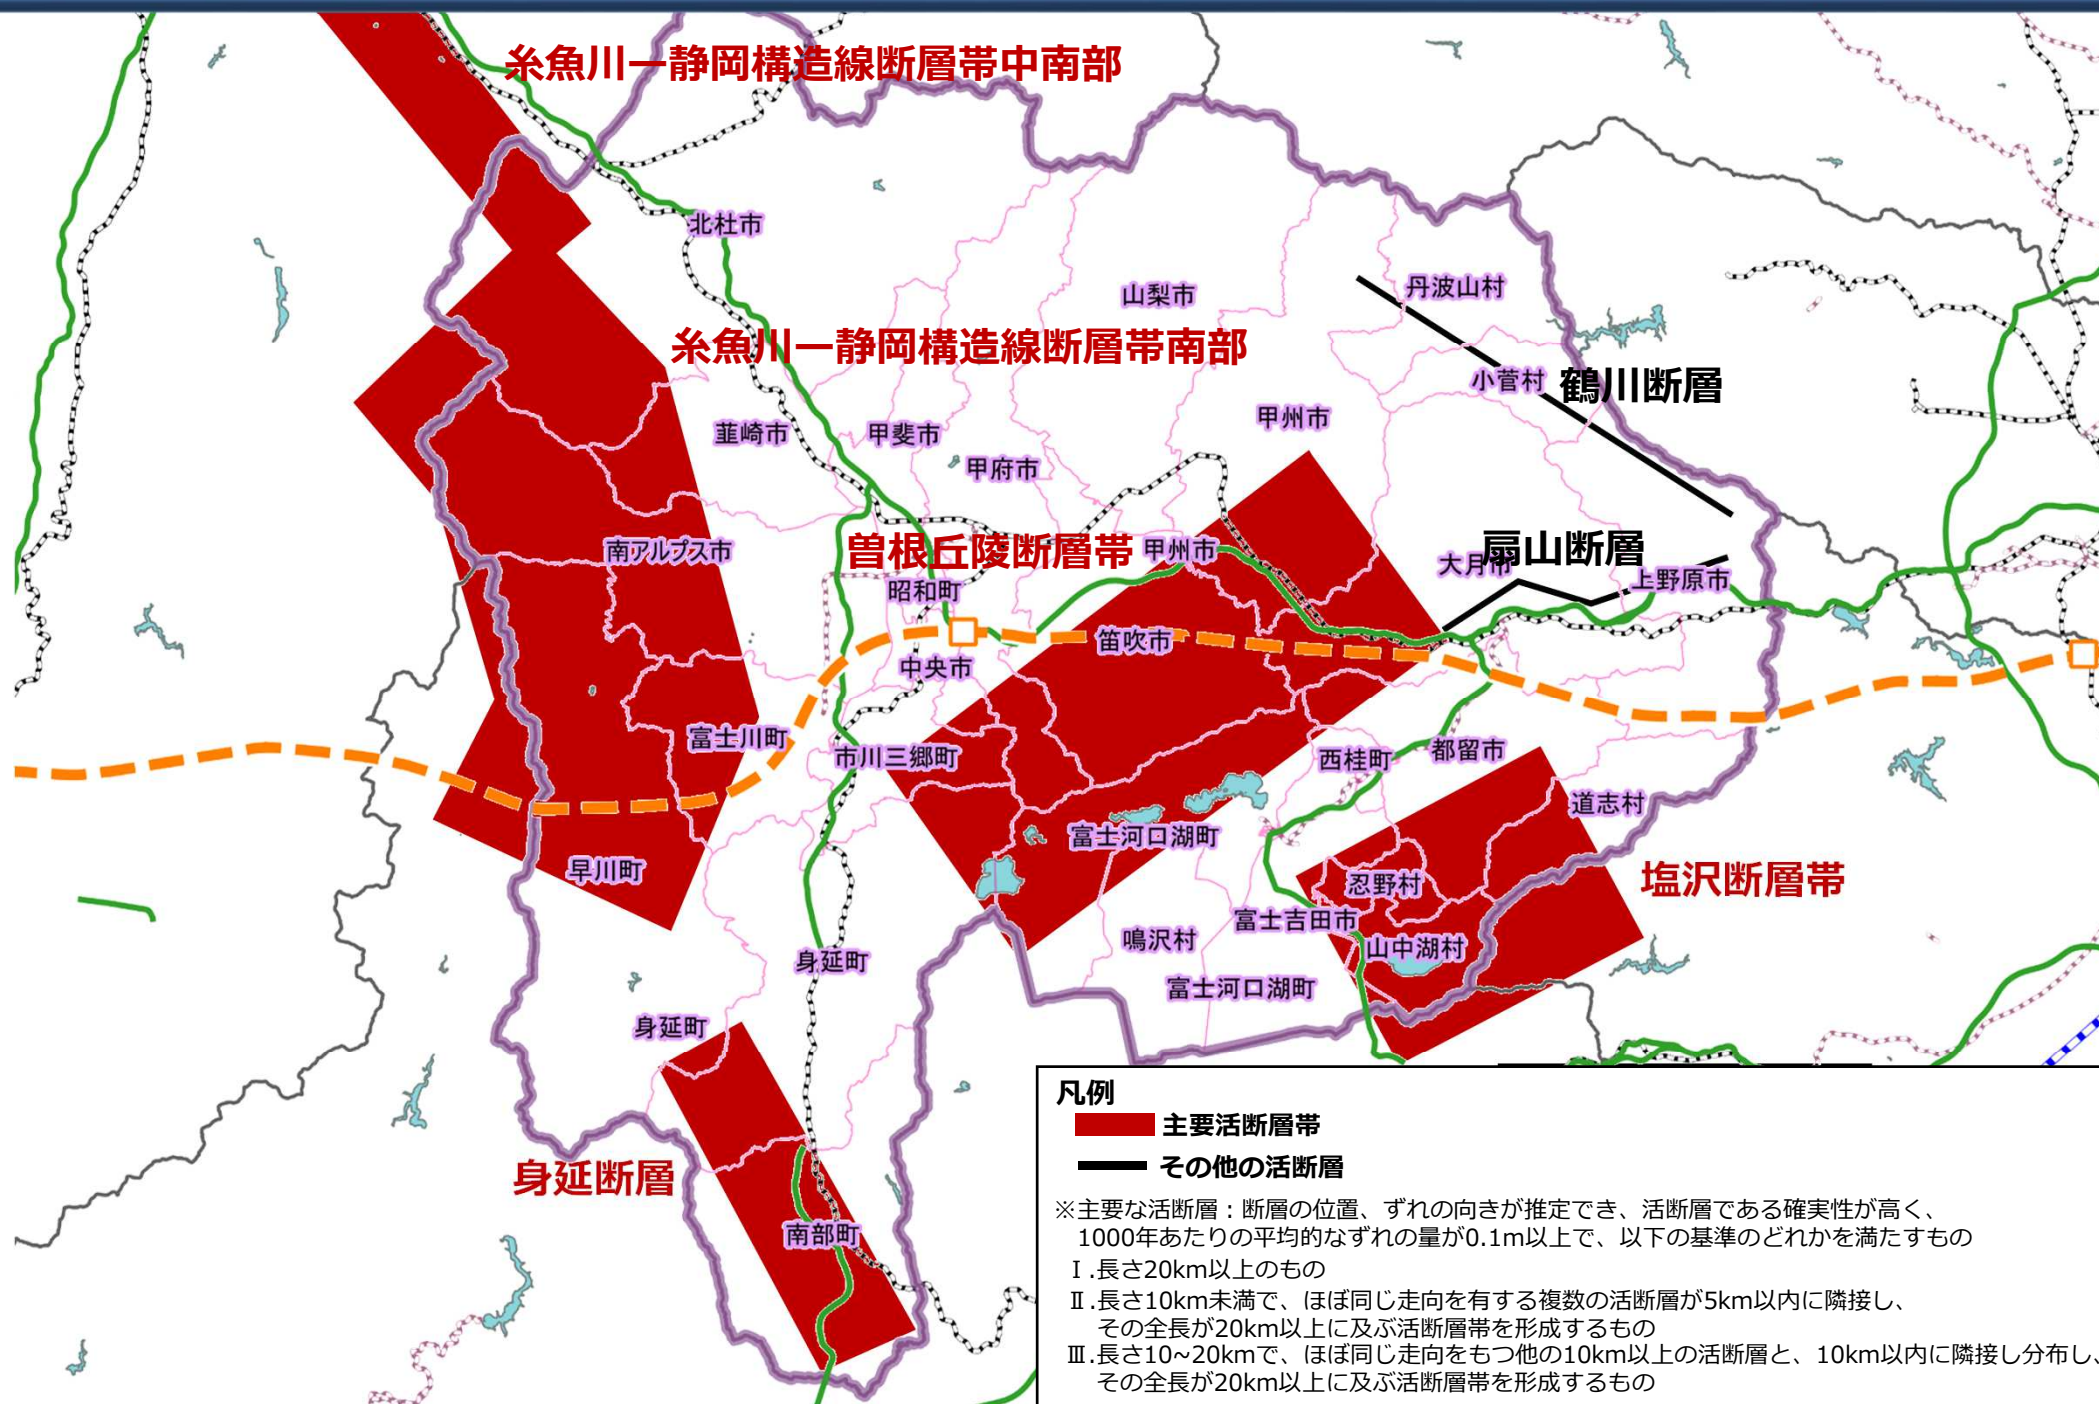 糸魚川ー静岡構造線断層帯中南部
北杜市
丹波山村
山梨市
糸魚川ー静岡構造線断層帯南部
小菅村
鶴川断層
甲州市
韮崎市
甲斐市
甲府市
南アルプス市
曽根丘陵断層帯
甲州市
扇山断層
大月市
上野原市
昭和町
笛吹市
中央市
富士川町
市川三郷町
西桂町
都留市
道志村
富士河口湖町
早川町
忍野村
塩沢断層帯
富士吉田市
鳴沢村
山中湖村
身延町
富士河口湖町
身延町
身延断層
南部町
凡例
主要活断層帯
その他の活断層
※主要な活断層：断層の位置、ずれの向きが推定でき、活断層である確実性が高く、
1000年あたりの平均的なずれの量が0.1m以上で、以下の基準のどれかを満たすもの
Ⅰ.長さ20km以上のもの
Ⅱ.長さ10km未満で、ほぼ同じ走向を有する複数の活断層が5km以内に隣接し、
その全長が20km以上に及ぶ活断層帯を形成するもの
Ⅲ.長さ10~20kmで、ほぼ同じ走向をもつ他の10km以上の活断層と、10km以内に隣接し分布し、
その全長が20km以上に及ぶ活断層帯を形成するもの